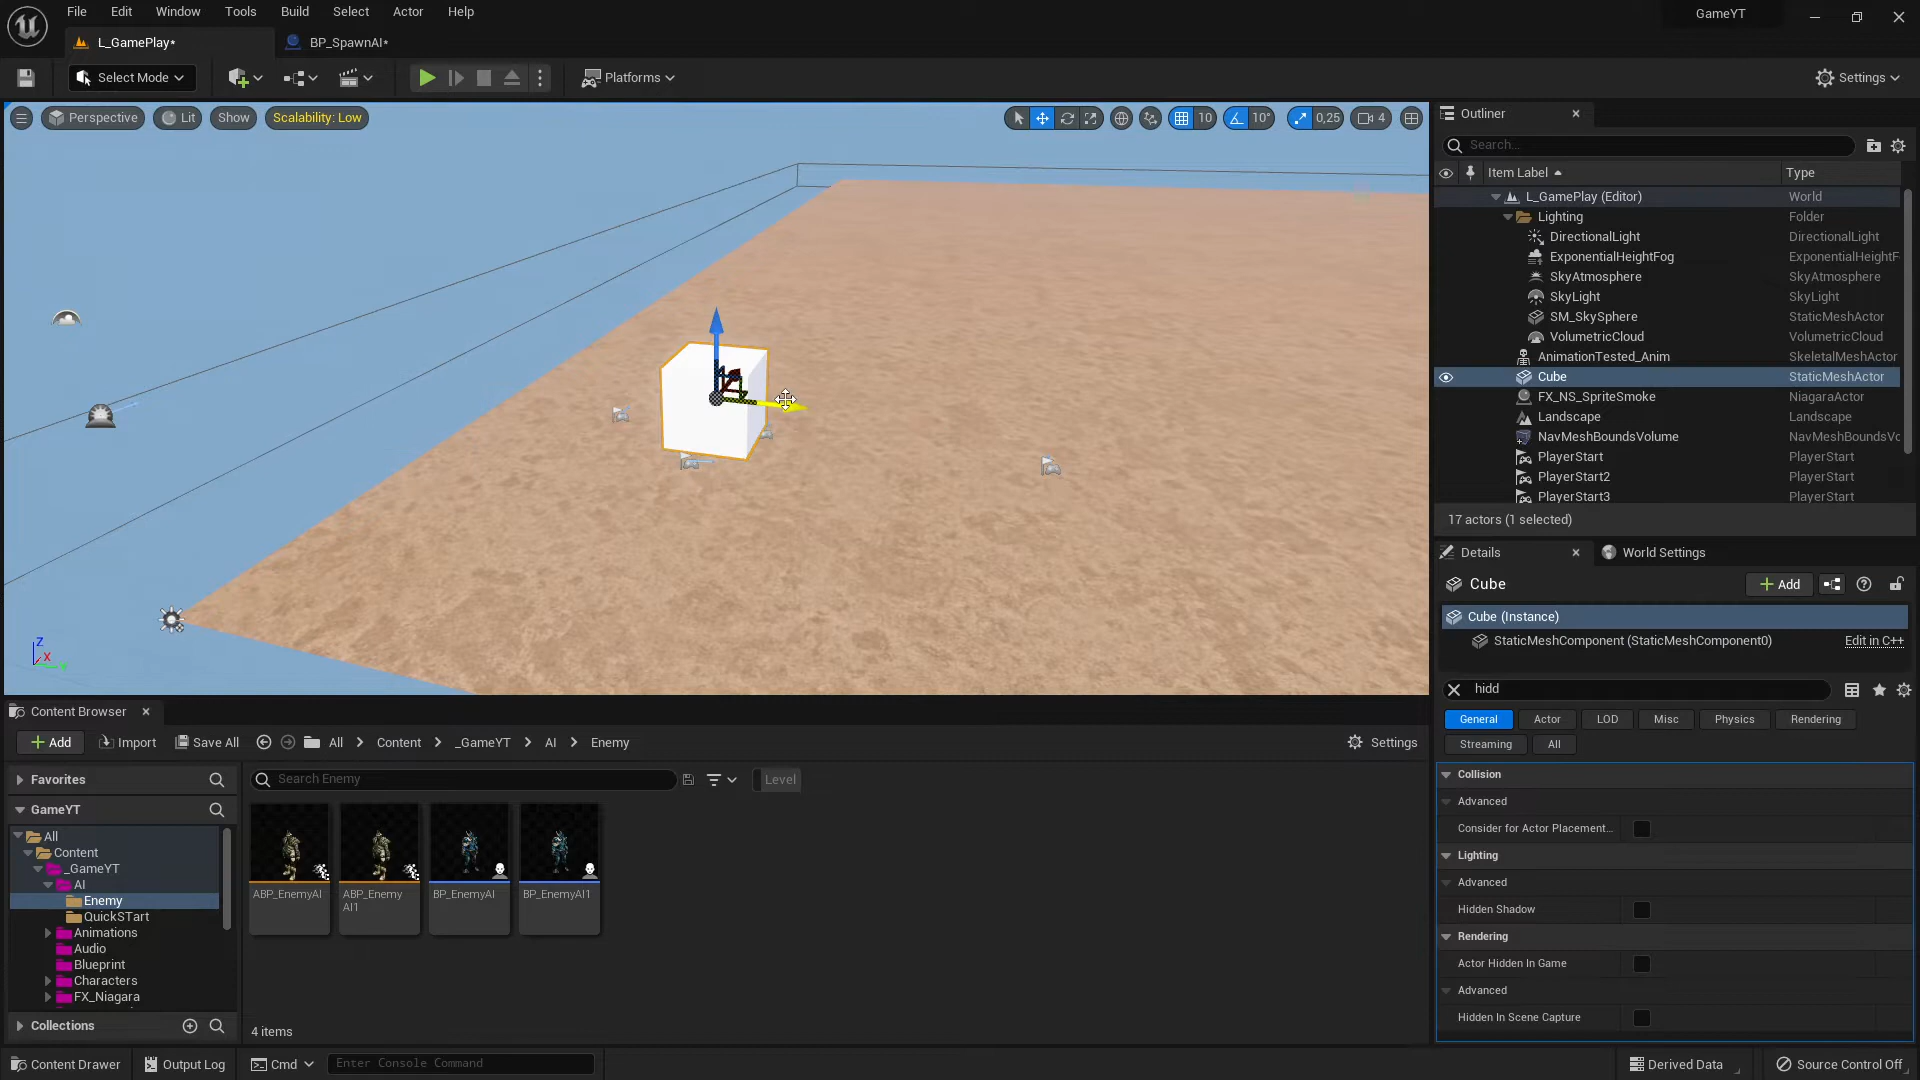 File Edit Window Tools Build Select Actor Help
GameYT
L_GamePlay*
BP_SpawnAI*
Select Mode
Platforms
Settings
Perspective
Lit
Show
Scalability: Low
10
10°
0,25
4
Outliner
Search...
Item Label
Type
L_GamePlay (Editor) World
Lighting Folder
DirectionalLight DirectionalLight
ExponentialHeightFog ExponentialHeightF
SkyAtmosphere SkyAtmosphere
SkyLight SkyLight
SM_SkySphere StaticMeshActor
VolumetricCloud VolumetricCloud
AnimationTested_Anim SkeletalMeshActor
Cube StaticMeshActor
FX_NS_SpriteSmoke NiagaraActor
Landscape Landscape
NavMeshBoundsVolume NavMeshBoundsVc
PlayerStart PlayerStart
PlayerStart2 PlayerStart
PlayerStart3 PlayerStart
17 actors (1 selected)
Details
World Settings
Cube
Add
Cube (Instance)
StaticMeshComponent (StaticMeshComponent0) Edit in C++
hidd
General Actor LOD Misc Physics Rendering
Streaming All
Collision
Advanced
Consider for Actor Placement...
Lighting
Advanced
Hidden Shadow
Rendering
Actor Hidden In Game
Advanced
Hidden In Scene Capture
Z
X
Content Browser
Add
Import
Save All
All
Content
_GameYT
AI
Enemy
Settings
Favorites
GameYT
All
Content
_GameYT
AI
Enemy
QuickSTart
Animations
Audio
Blueprint
Characters
FX_Niagara
Collections
Search Enemy
Level
ABP_EnemyAI
ABP_Enemy
AI1
BP_EnemyAI
BP_EnemyAI1
4 items
Content Drawer
Output Log
Cmd
Enter Console Command
Derived Data
Source Control Off